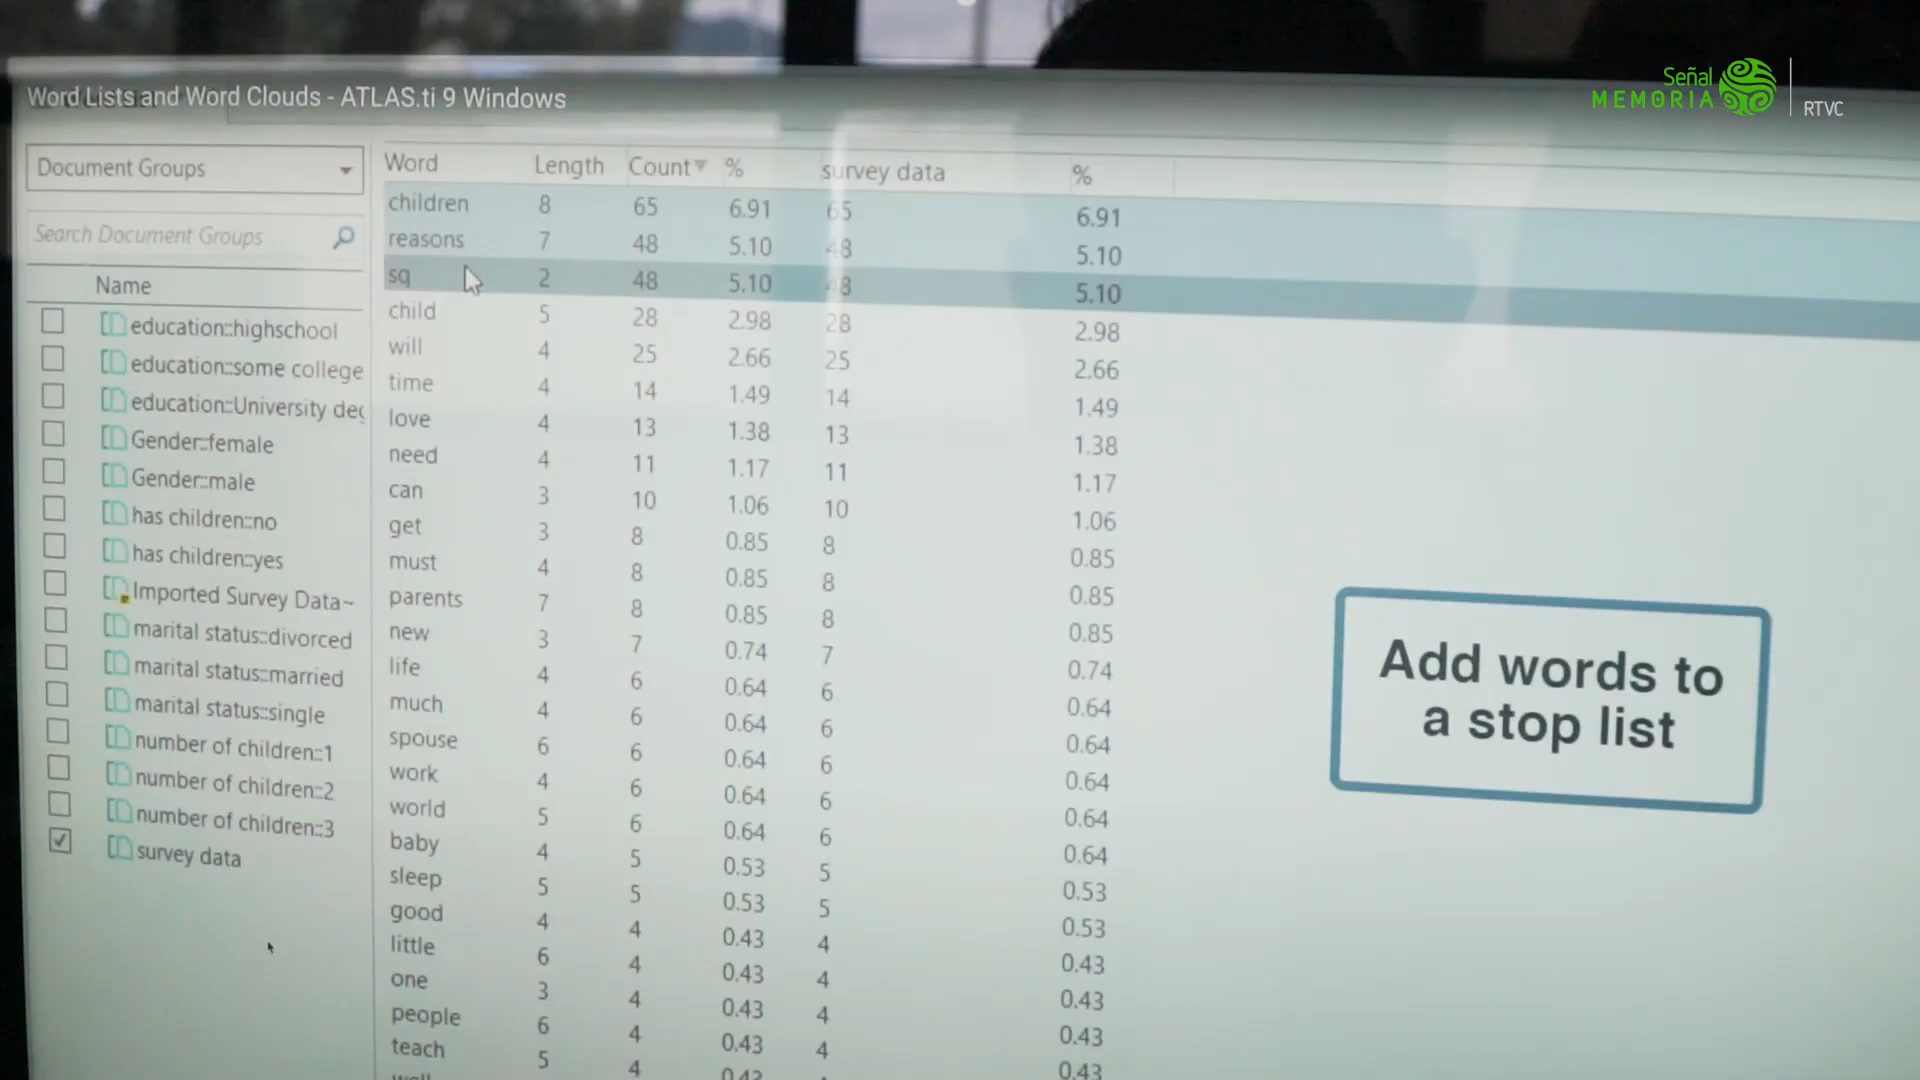 Word Lists and Word Clouds - ATLAS.ti 9 Windows
Señal
MEMORIA
RTVC
Document Groups
Search Document Groups
Name
education::highschool
education::some college
education::University deg
Gender::female
Gender::male
has children::no
has children::yes
Imported Survey Data~
marital status::divorced
marital status::married
marital status::single
number of children::1
number of children::2
number of children::3
survey data
Word Length Count % survey data %
children 8 65 6.91 65 6.91
reasons 7 48 5.10 48 5.10
sq 2 48 5.10 48 5.10
child 5 28 2.98 28 2.98
will 4 25 2.66 25 2.66
time 4 14 1.49 14 1.49
love 4 13 1.38 13 1.38
need 4 11 1.17 11 1.17
can 3 10 1.06 10 1.06
get 3 8 0.85 8 0.85
must 4 8 0.85 8 0.85
parents 7 8 0.85 8 0.85
new 3 7 0.74 7 0.74
life 4 6 0.64 6 0.64
much 4 6 0.64 6 0.64
spouse 6 6 0.64 6 0.64
work 4 6 0.64 6 0.64
world 5 6 0.64 6 0.64
baby 4 5 0.53 5 0.53
sleep 5 5 0.53 5 0.53
good 4 4 0.43 4 0.43
little 6 4 0.43 4 0.43
one 3 4 0.43 4 0.43
people 6 4 0.43 4 0.43
teach 5 4 0.43
Add words to
a stop list